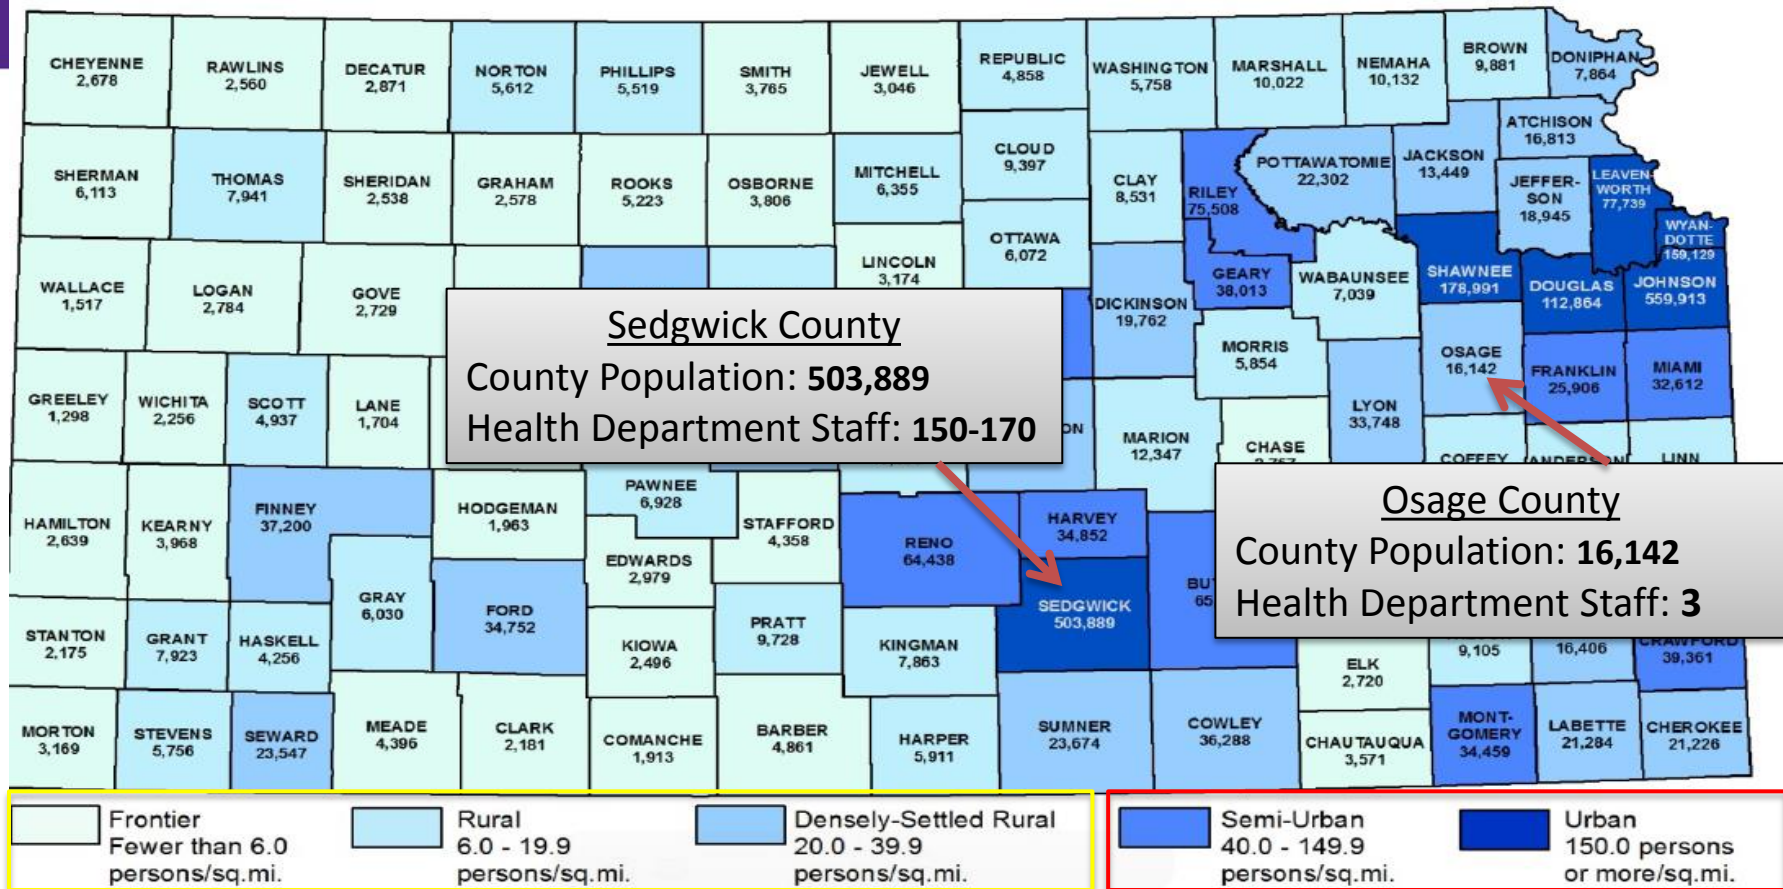 CHEYENNE
2,678
RAWLINS
2,560
DECATUR
2,871
NORTON
5,612
PHILLIPS
5,519
SMITH
3,765
JEWELL
3,046
REPUBLIC
4,858
WASHINGTON
5,758
MARSHALL
10,022
NEMAHA
10,132
BROWN
9,881
DONIPHAN
7,864
SHERMAN
6,113
THOMAS
7,941
SHERIDAN
2,538
GRAHAM
2,578
ROOKS
5,223
OSBORNE
3,806
MITCHELL
6,355
CLOUD
9,397
CLAY
8,531
RILEY
75,508
POTTAWATOMIE
22,302
JACKSON
13,449
ATCHISON
16,813
JEFFER-
SON
18,945
LEAVEN-
WORTH
77,739
WYAN-
DOTTE
159,129
WALLACE
1,517
LOGAN
2,784
GOVE
2,729
LINCOLN
3,174
OTTAWA
6,072
DICKINSON
19,762
GEARY
38,013
WABAUNSEE
7,039
SHAWNEE
178,991
DOUGLAS
112,864
JOHNSON
559,913
Sedgwick County
County Population: 503,889
Health Department Staff: 150-170
MORRIS
5,854
OSAGE
16,142
FRANKLIN
25,906
MIAMI
32,612
GREELEY
1,298
WICHITA
2,256
SCOTT
4,937
LANE
1,704
ON
MARION
12,347
CHASE
LYON
33,748
COFFEY
ANDERSON
LINN
Osage County
County Population: 16,142
Health Department Staff: 3
HAMILTON
2,639
KEARNY
3,968
FINNEY
37,200
HODGEMAN
1,963
PAWNEE
6,928
STAFFORD
4,358
EDWARDS
2,979
RENO
64,438
HARVEY
34,852
SEDGWICK
503,889
BU
65
GRAY
6,030
FORD
34,752
KIOWA
2,496
PRATT
9,728
KINGMAN
7,863
STANTON
2,175
GRANT
7,923
HASKELL
4,256
ELK
2,720
9,105
16,406
CRAWFORD
39,361
MORTON
3,169
STEVENS
5,756
SEWARD
23,547
MEADE
4,396
CLARK
2,181
COMANCHE
1,913
BARBER
4,861
HARPER
5,911
SUMNER
23,674
COWLEY
36,288
CHAUTAUQUA
3,571
MONT-
GOMERY
34,459
LABETTE
21,284
CHEROKEE
21,226
Frontier
Fewer than 6.0
persons/sq.mi.
Rural
6.0 - 19.9
persons/sq.mi.
Densely-Settled Rural
20.0 - 39.9
persons/sq.mi.
Semi-Urban
40.0 - 149.9
persons/sq.mi.
Urban
150.0 persons
or more/sq.mi.